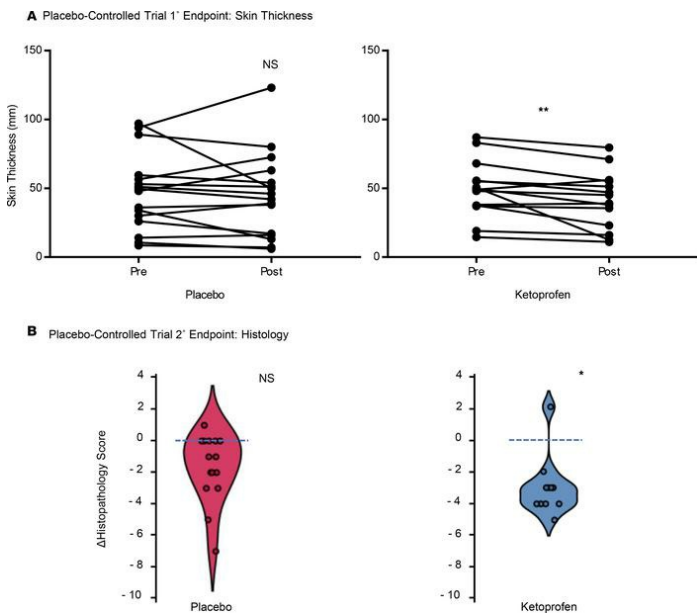 A Placebo-Controlled Trial 1˚ Endpoint: Skin Thickness
150
100
50
0
Skin Thickness (mm)
NS
Pre
Post
Placebo
150
100
50
0
**
Pre
Post
Ketoprofen
B Placebo-Controlled Trial 2˚ Endpoint: Histology
4
2
0
- 2
- 4
- 6
- 8
- 10
ΔHistopathology Score
NS
Placebo
4
2
0
- 2
- 4
- 6
- 8
- 10
*
Ketoprofen